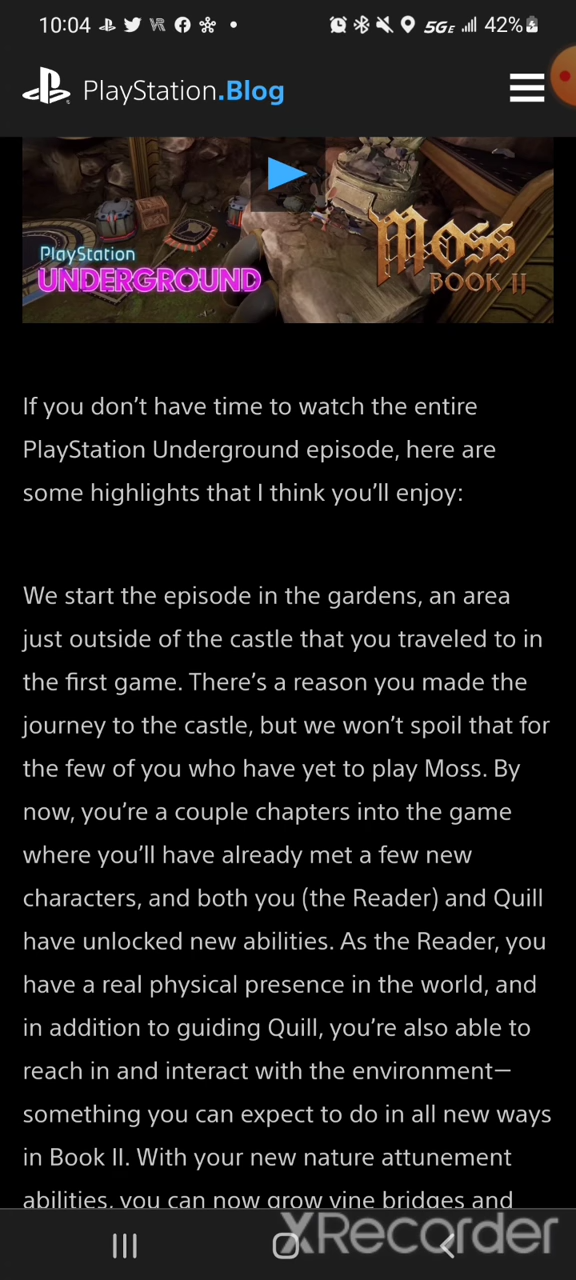 10:04 VR 5GE 42%
PlayStation.Blog
PlayStation
UNDERGROUND
Moss
BOOK II
If you don't have time to watch the entire
PlayStation Underground episode, here are
some highlights that I think you'll enjoy:
We start the episode in the gardens, an area
just outside of the castle that you traveled to in
the first game. There's a reason you made the
journey to the castle, but we won't spoil that for
the few of you who have yet to play Moss. By
now, you're a couple chapters into the game
where you'll have already met a few new
characters, and both you (the Reader) and Quill
have unlocked new abilities. As the Reader, you
have a real physical presence in the world, and
in addition to guiding Quill, you're also able to
reach in and interact with the environment—
something you can expect to do in all new ways
in Book II. With your new nature attunement
abilities, you can now grow vine bridges and
XRecorder